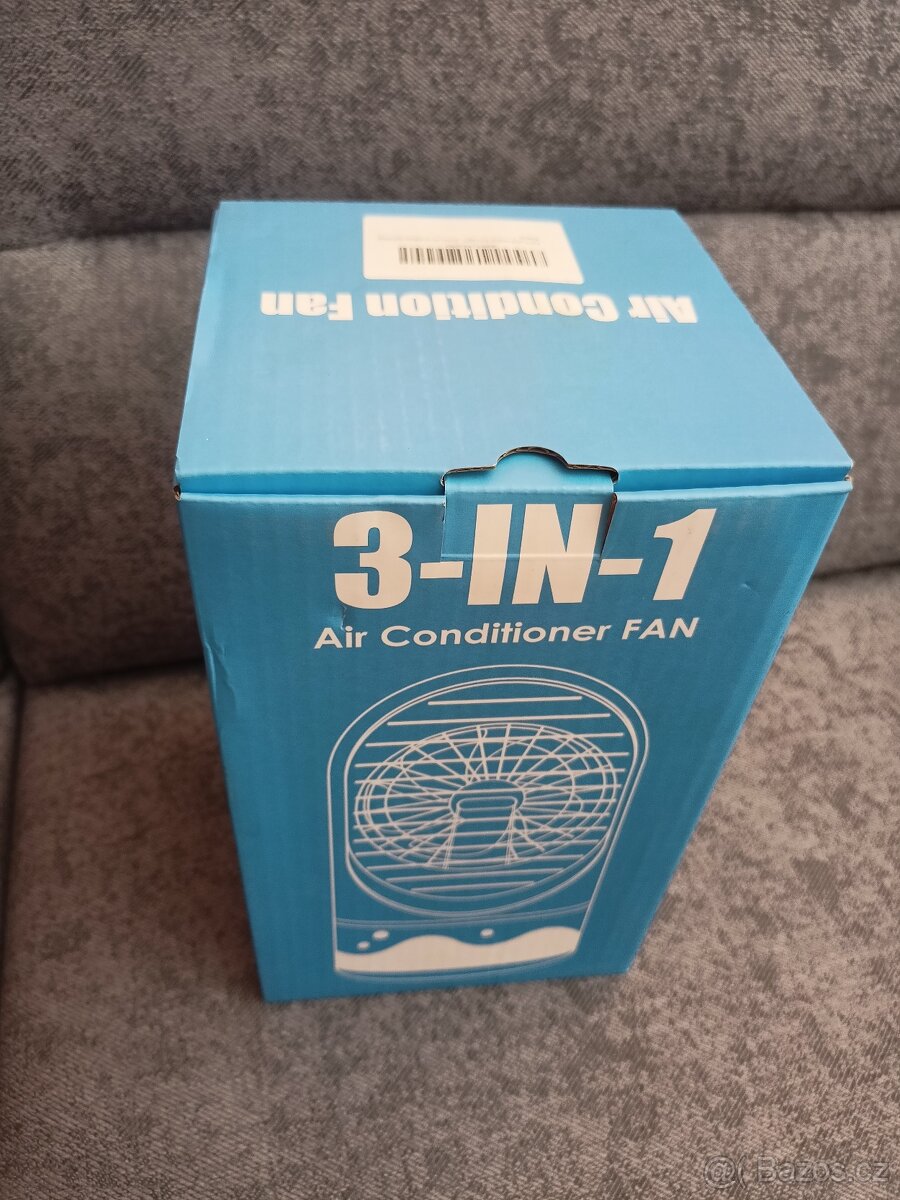 Air Condition Fan
3-IN-1
Air Conditioner FAN
Bazos.cz